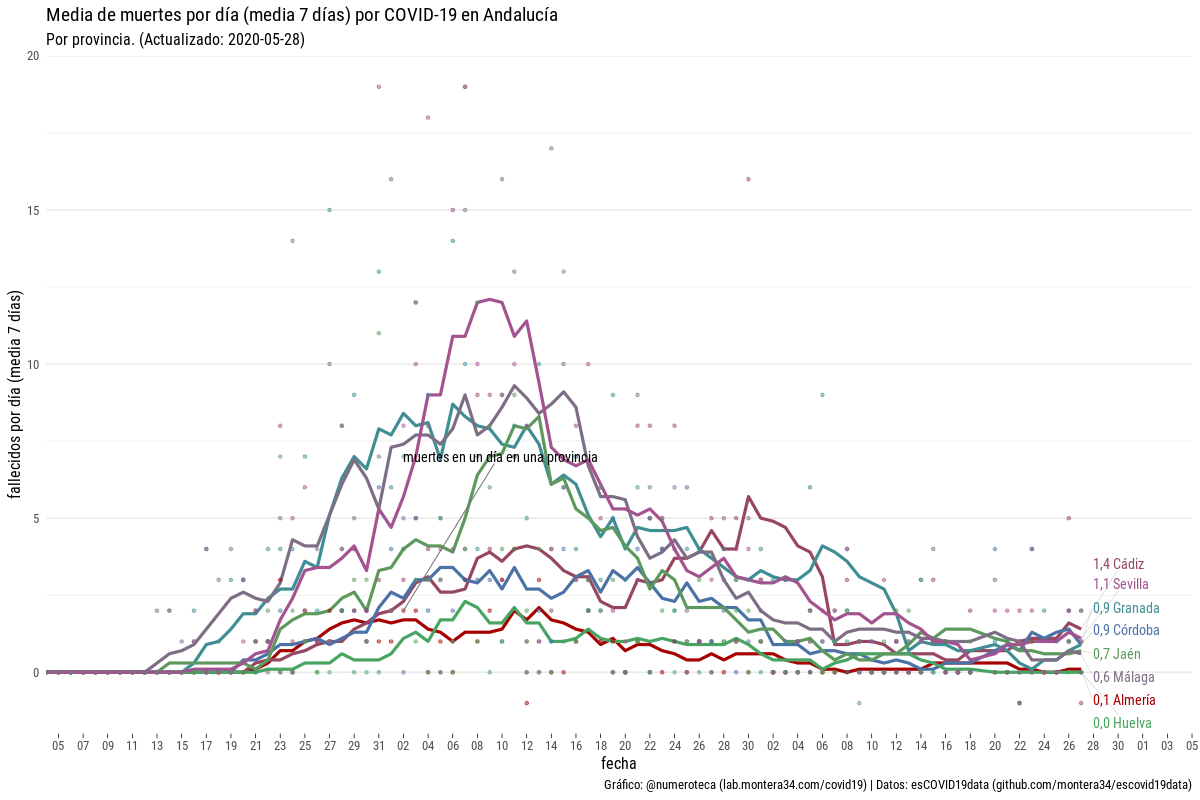 Media de muertes por día (media 7 días) por COVID-19 en Andalucía
Por provincia. (Actualizado: 2020-05-28)
20
15
10
5
0
fallecidos por día (media 7 días)
muertes en un día en una provincia
1,4 Cádiz
1,1 Sevilla
0,9 Granada
0,9 Córdoba
0,7 Jaén
0,6 Málaga
0,1 Almería
0,0 Huelva
05 07 09 11 13 15 17 19 21 23 25 27 29 31 02 04 06 08 10 12 14 16 18 20 22 24 26 28 30 02 04 06 08 10 12 14 16 18 20 22 24 26 28 30 01 03 05
fecha
Gráfico: @numeroteca (lab.montera34.com/covid19) | Datos: esCOVID19data (github.com/montera34/escovid19data)